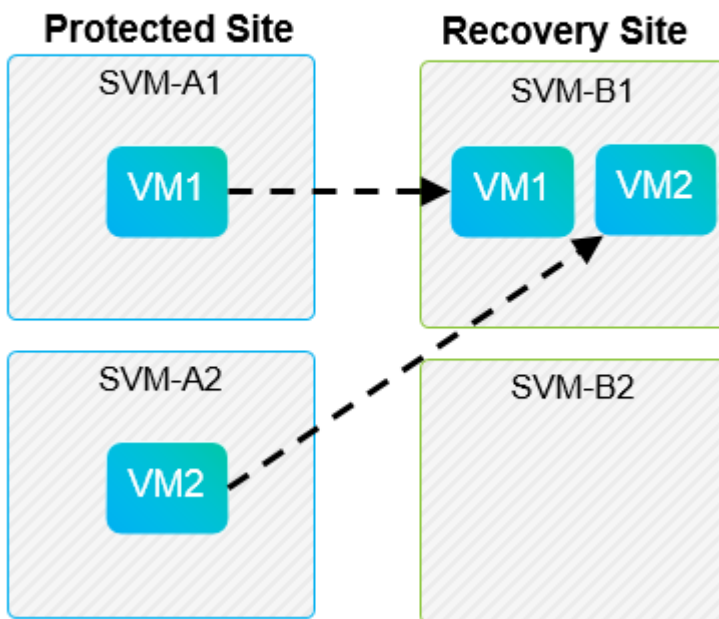 Protected Site
Recovery Site
SVM-A1
VM1
SVM-B1
VM1
VM2
SVM-A2
VM2
SVM-B2